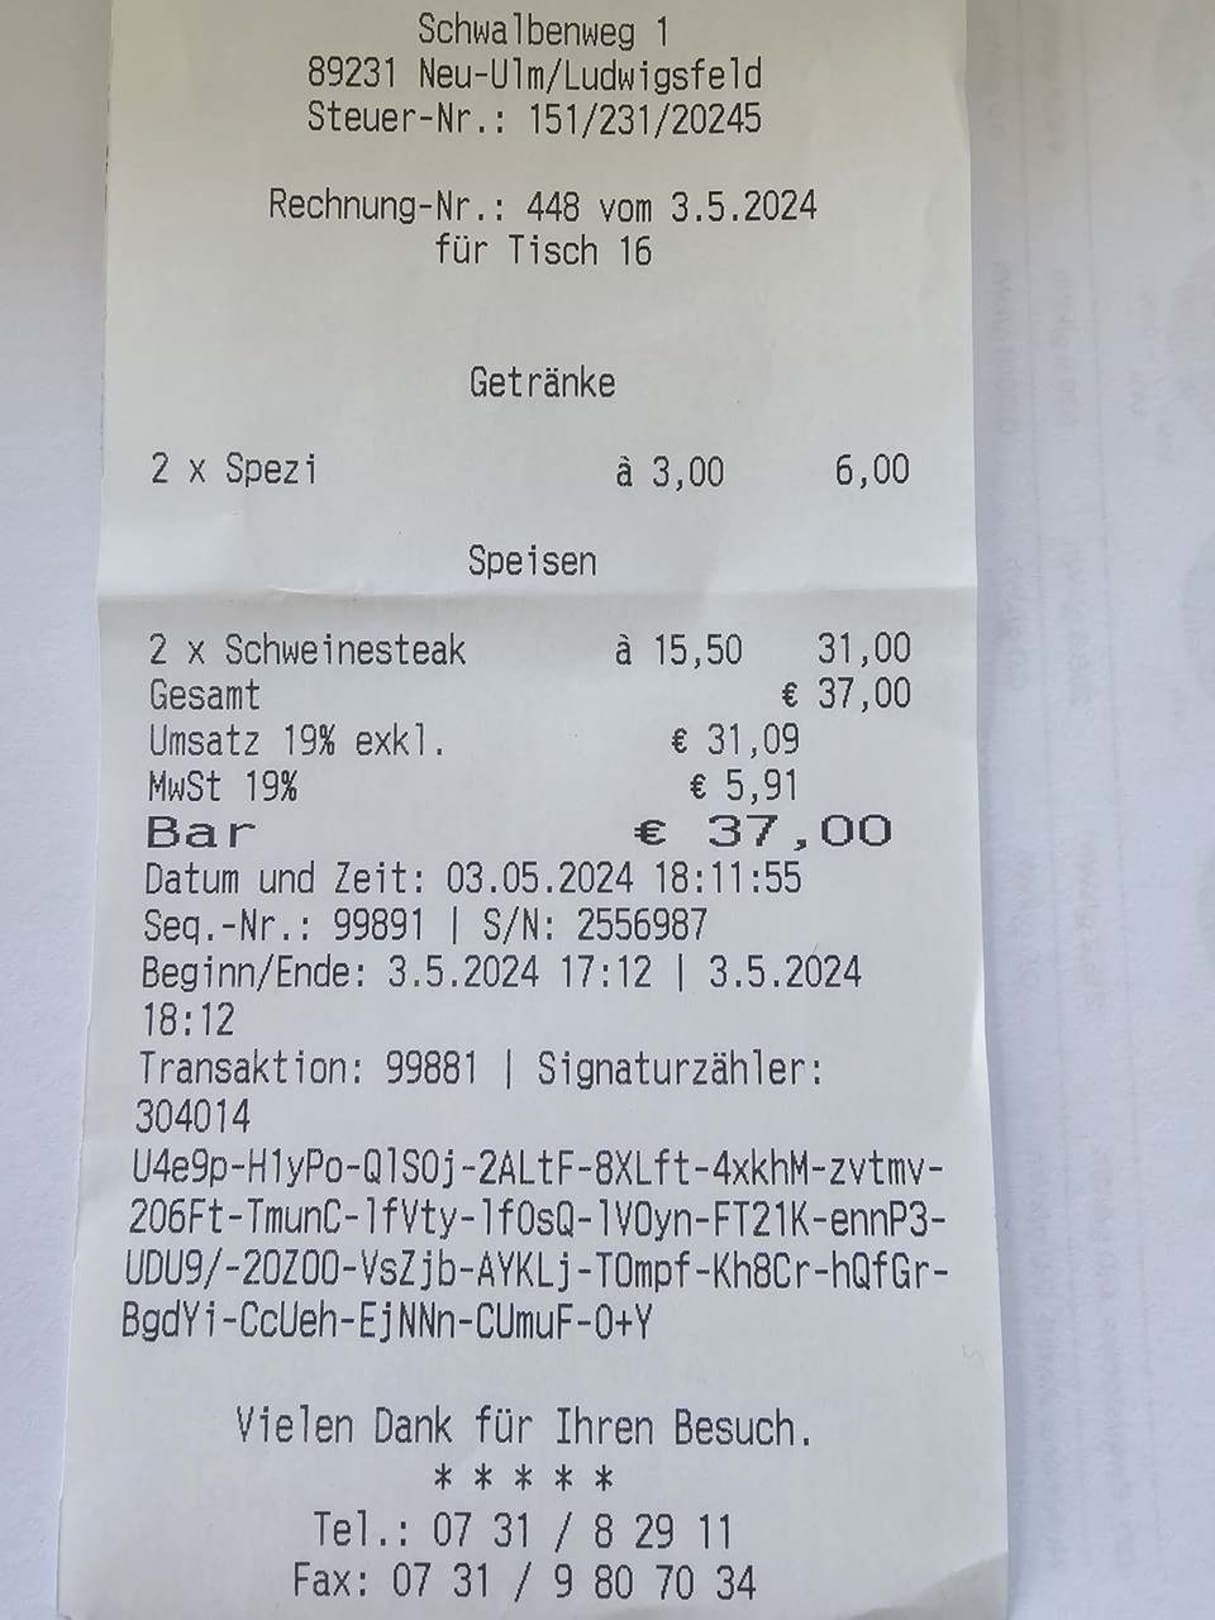 Schwalbenweg 1
89231 Neu-Ulm/Ludwigsfeld
Steuer-Nr.: 151/231/20245
Rechnung-Nr.: 448 vom 3.5.2024
für Tisch 16
Getränke
2 x Spezi à 3,00 6,00
Speisen
2 x Schweinesteak à 15,50 31,00
Gesamt € 37,00
Umsatz 19% exkl. € 31,09
MwSt 19% € 5,91
Bar € 37,00
Datum und Zeit: 03.05.2024 18:11:55
Seq.-Nr.: 99891 | S/N: 2556987
Beginn/Ende: 3.5.2024 17:12 | 3.5.2024
18:12
Transaktion: 99881 | Signaturzähler:
304014
U4e9p-H1yPo-QlSOj-2ALtF-8XLft-4xkhM-zvtmv-
206Ft-TmunC-lfVty-lfOsQ-lVOyn-FT21K-ennP3-
UDU9/-20Z00-VsZjb-AYKLj-TOmpf-Kh8Cr-hQfGr-
BgdYi-CcUeh-EjNNn-CUmuF-0+Y
Vielen Dank für Ihren Besuch.
* * * * *
Tel.: 07 31 / 8 29 11
Fax: 07 31 / 9 80 70 34